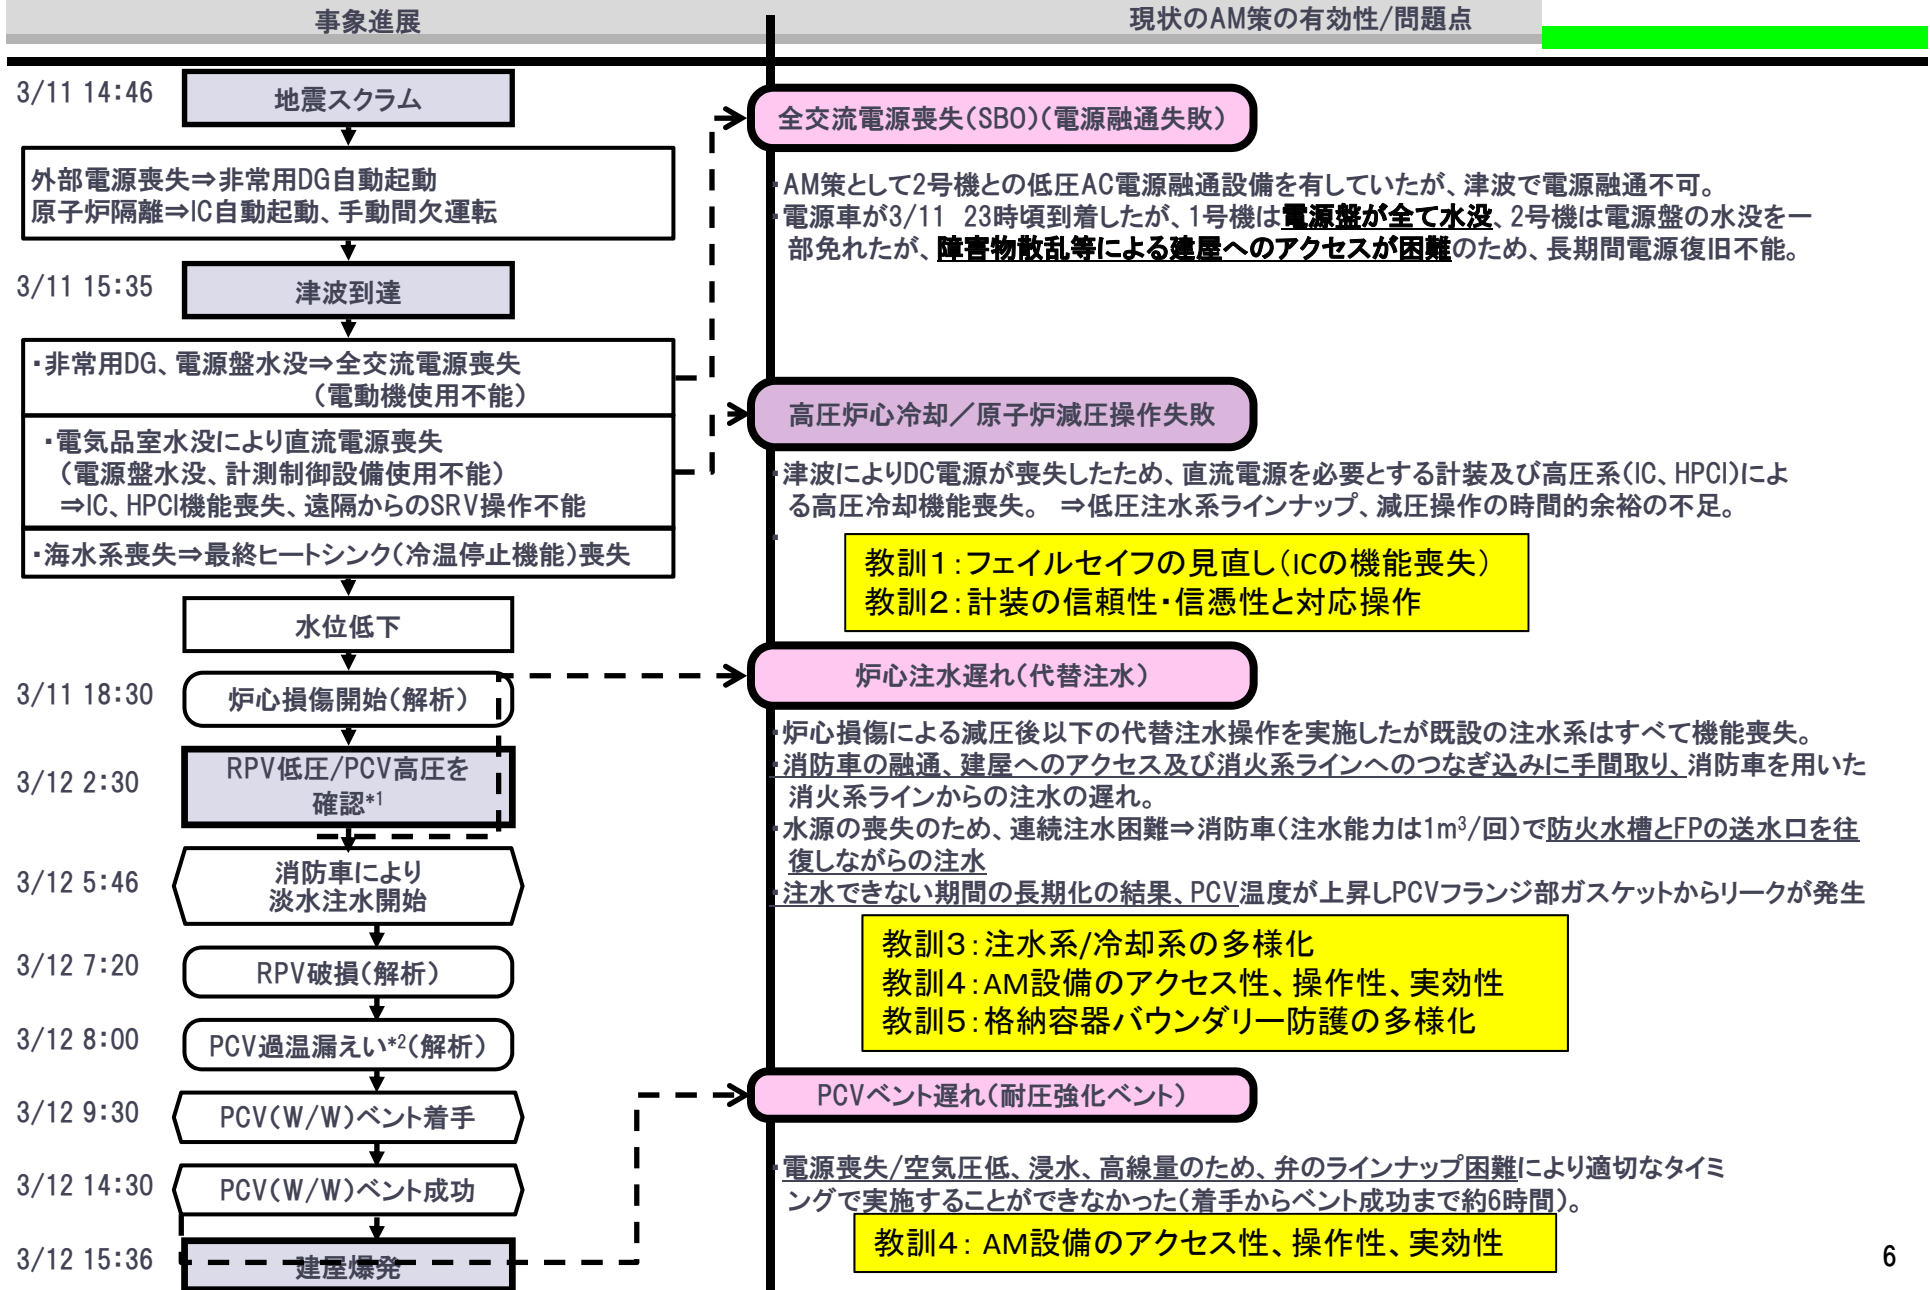 事象進展
現状のAM策の有効性/問題点
3/11 14:46
地震スクラム
外部電源喪失⇒非常用DG自動起動
原子炉隔離⇒IC自動起動、手動間欠運転
3/11 15:35
津波到達
・非常用DG、電源盤水没⇒全交流電源喪失
（電動機使用不能）
・電気品室水没により直流電源喪失
（電源盤水没、計測制御設備使用不能）
⇒IC、HPCI機能喪失、遠隔からのSRV操作不能
・海水系喪失⇒最終ヒートシンク（冷温停止機能）喪失
水位低下
3/11 18:30
炉心損傷開始（解析）
3/12 2:30
RPV低圧/PCV高圧を
確認*1
3/12 5:46
消防車により
淡水注水開始
3/12 7:20
RPV破損（解析）
3/12 8:00
PCV過温漏えい*2（解析）
3/12 9:30
PCV（W/W）ベント着手
3/12 14:30
PCV（W/W）ベント成功
3/12 15:36
建屋爆発
全交流電源喪失（SBO）（電源融通失敗）
・AM策として2号機との低圧AC電源融通設備を有していたが、津波で電源融通不可。
・電源車が3/11 23時頃到着したが、1号機は電源盤が全て水没、2号機は電源盤の水没を一
部免れたが、障害物散乱等による建屋へのアクセスが困難のため、長期間電源復旧不能。
高圧炉心冷却／原子炉減圧操作失敗
・津波によりDC電源が喪失したため、直流電源を必要とする計装及び高圧系（IC、HPCI）によ
る高圧冷却機能喪失。 ⇒低圧注水系ラインナップ、減圧操作の時間的余裕の不足。
・
教訓１：フェイルセイフの見直し（ICの機能喪失）
教訓２：計装の信頼性・信憑性と対応操作
炉心注水遅れ（代替注水）
・炉心損傷による減圧後以下の代替注水操作を実施したが既設の注水系はすべて機能喪失。
・消防車の融通、建屋へのアクセス及び消火系ラインへのつなぎ込みに手間取り、消防車を用いた
消火系ラインからの注水の遅れ。
・水源の喪失のため、連続注水困難⇒消防車（注水能力は1m³/回）で防火水槽とFPの送水口を往
復しながらの注水
・注水できない期間の長期化の結果、PCV温度が上昇しPCVフランジ部ガスケットからリークが発生
教訓３：注水系/冷却系の多様化
教訓４：AM設備のアクセス性、操作性、実効性
教訓５：格納容器バウンダリー防護の多様化
PCVベント遅れ（耐圧強化ベント）
・電源喪失/空気圧低、浸水、高線量のため、弁のラインナップ困難により適切なタイミ
ングで実施することができなかった（着手からベント成功まで約6時間）。
教訓４： AM設備のアクセス性、操作性、実効性
6